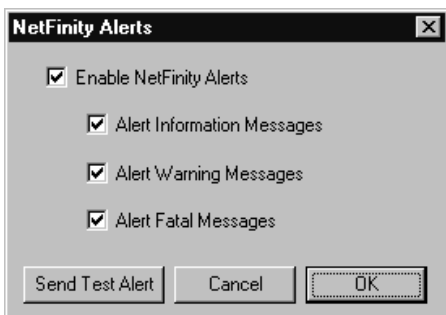 NetFinity Alerts
Enable NetFinity Alerts
Alert Information Messages
Alert Warning Messages
Alert Fatal Messages
Send Test Alert Cancel OK